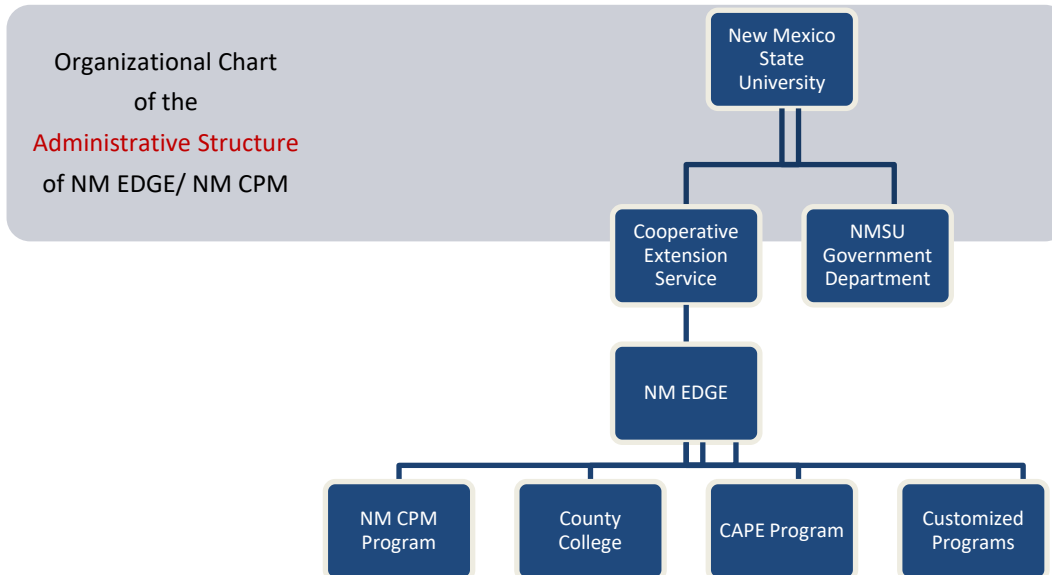 Organizational Chart
of the
Administrative Structure
of NM EDGE/ NM CPM
New Mexico
State
University
Cooperative
Extension
Service
NMSU
Government
Department
NM EDGE
NM CPM
Program
County
College
CAPE Program
Customized
Programs